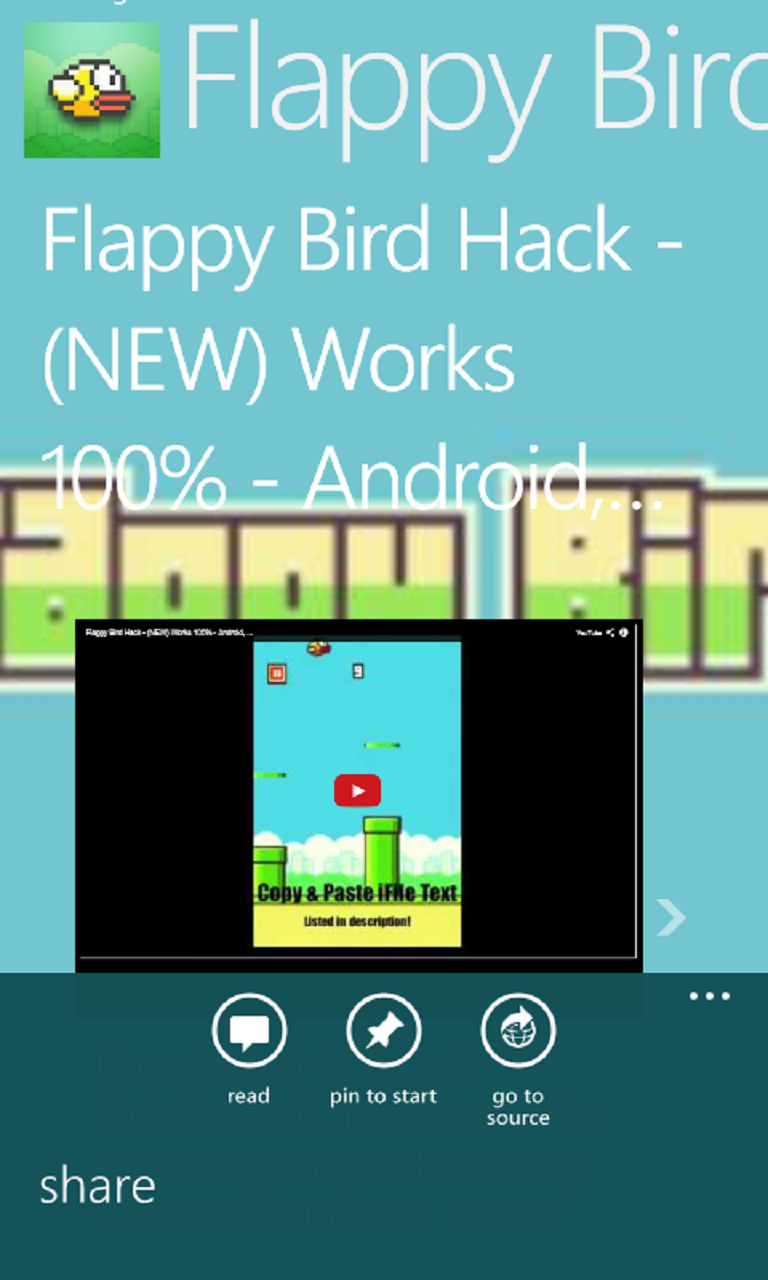 Flappy Bird
Flappy Bird Hack -
(NEW) Works
100% - Android,...
Flappy Bird Hack - (NEW) Works 100% - Android, ...
YouTube
9
Copy & Paste iFile Text
Listed in description!
read
pin to start
go to
source
share